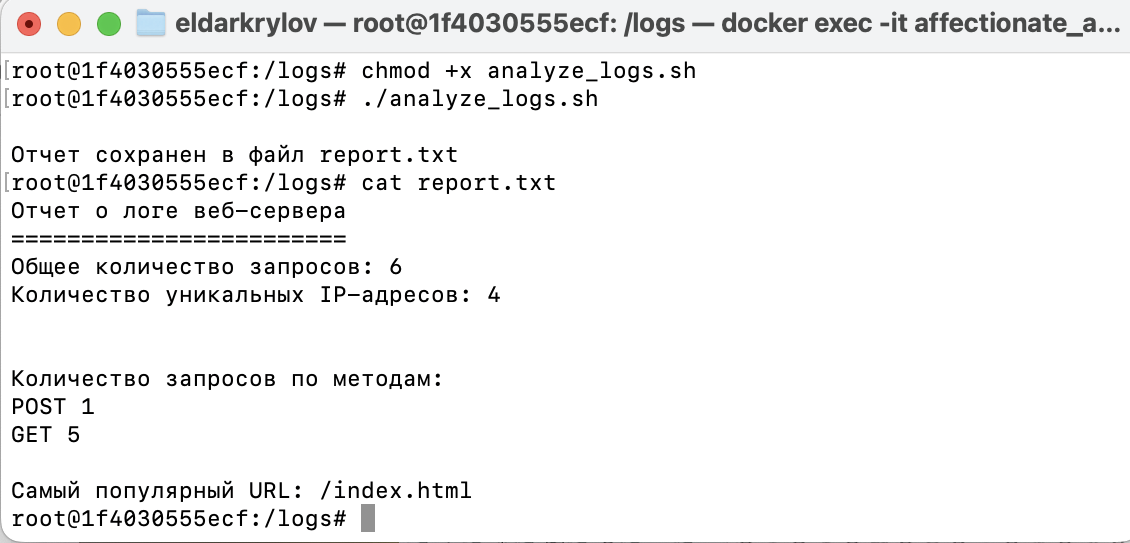 eldarkrylov — root@1f4030555ecf: /logs — docker exec -it affectionate_a...
[root@1f4030555ecf:/logs# chmod +x analyze_logs.sh
[root@1f4030555ecf:/logs# ./analyze_logs.sh
Отчет сохранен в файл report.txt
[root@1f4030555ecf:/logs# cat report.txt
Отчет о логе веб-сервера
========================
Общее количество запросов: 6
Количество уникальных IP-адресов: 4
Количество запросов по методам:
POST 1
GET 5
Самый популярный URL: /index.html
root@1f4030555ecf:/logs#